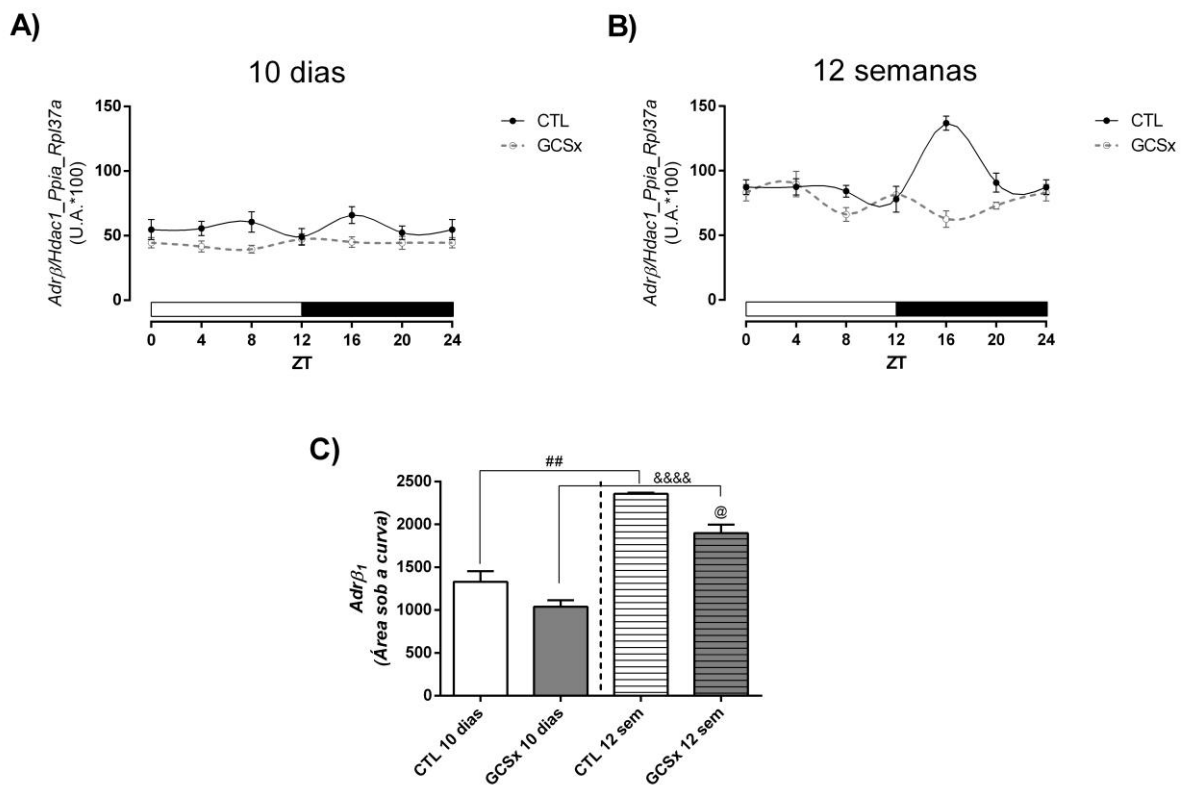 A)
10 dias
Adrβ/Hdac1_Ppia_Rpl37a
(U.A.*100)
150
100
50
0
CTL
GCSx
0 4 8 12 16 20 24
ZT
B)
12 semanas
Adrβ/Hdac1_Ppia_Rpl37a
(U.A.*100)
150
100
50
0
CTL
GCSx
0 4 8 12 16 20 24
ZT
C)
Adrβ1
(Área sob a curva)
2500
2000
1500
1000
500
0
##
&&&&
@
CTL 10 dias
GCSx 10 dias
CTL 12 sem
GCSx 12 sem